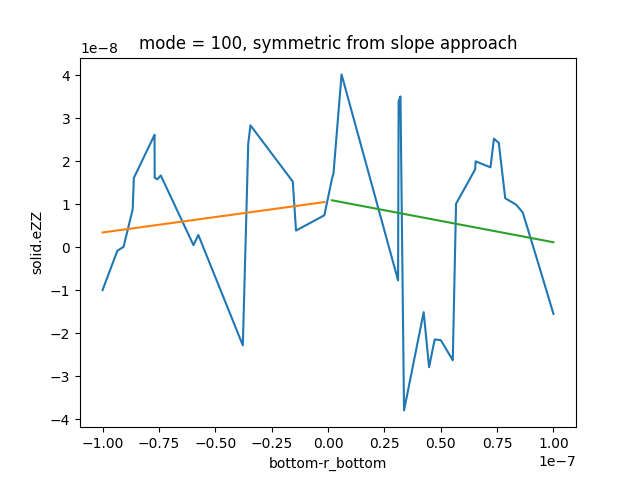 mode = 100, symmetric from slope approach
1e−8
4
3
2
1
0
−1
−2
−3
−4
solid.eZZ
−1.00 −0.75 −0.50 −0.25 0.00 0.25 0.50 0.75 1.00
1e−7
bottom-r_bottom